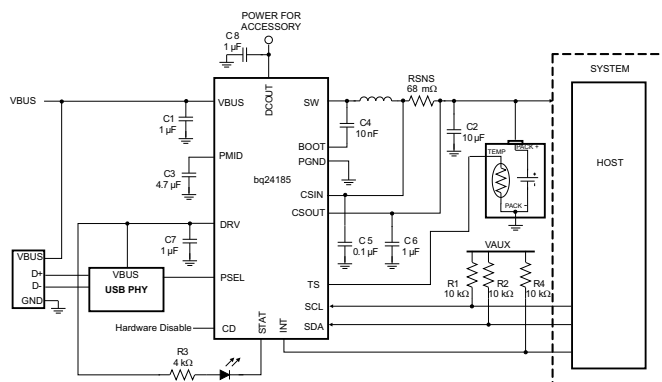 POWER FOR
ACCESSORY
C 8
1 µF
SYSTEM
VBUS
VBUS
DCOUT
SW
RSNS
68 mΩ
C1
1 µF
C4
10 nF
C2
10 µF
BOOT
PGND
PMID
C3
4.7 µF
bq24185
TEMP
PACK +
PACK –
HOST
CSIN
CSOUT
DRV
C7
1 µF
C 5
0.1 µF
C 6
1 µF
VAUX
VBUS
D+
D-
GND
VBUS
USB PHY
PSEL
TS
R1
10 kΩ
R2
10 kΩ
R4
10 kΩ
SCL
SDA
Hardware Disable
CD
STAT
INT
R3
4 kΩ